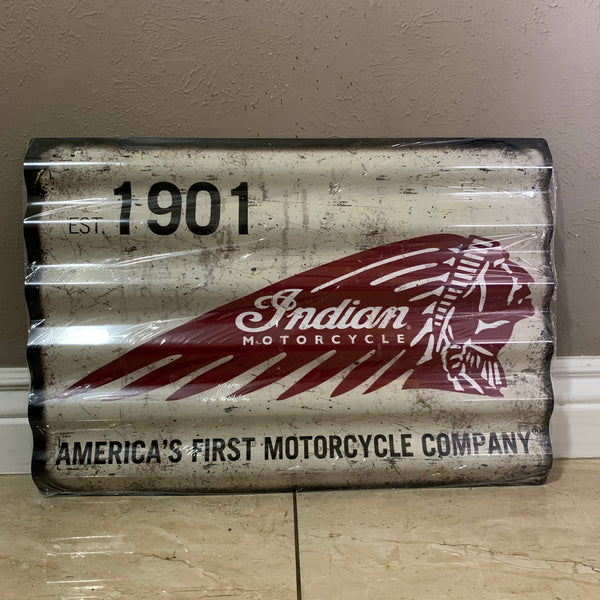 EST. 1901
Indian®
MOTORCYCLE
AMERICA'S FIRST MOTORCYCLE COMPANY®